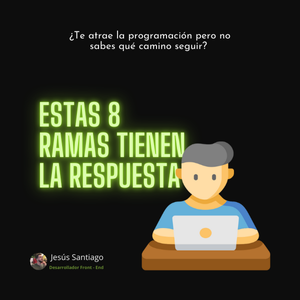 ¿Te atrae la programación pero no
sabes qué camino seguir?
ESTAS 8
RAMAS TIENEN
LA RESPUESTA
Jesús Santiago
Desarrollador Front - End